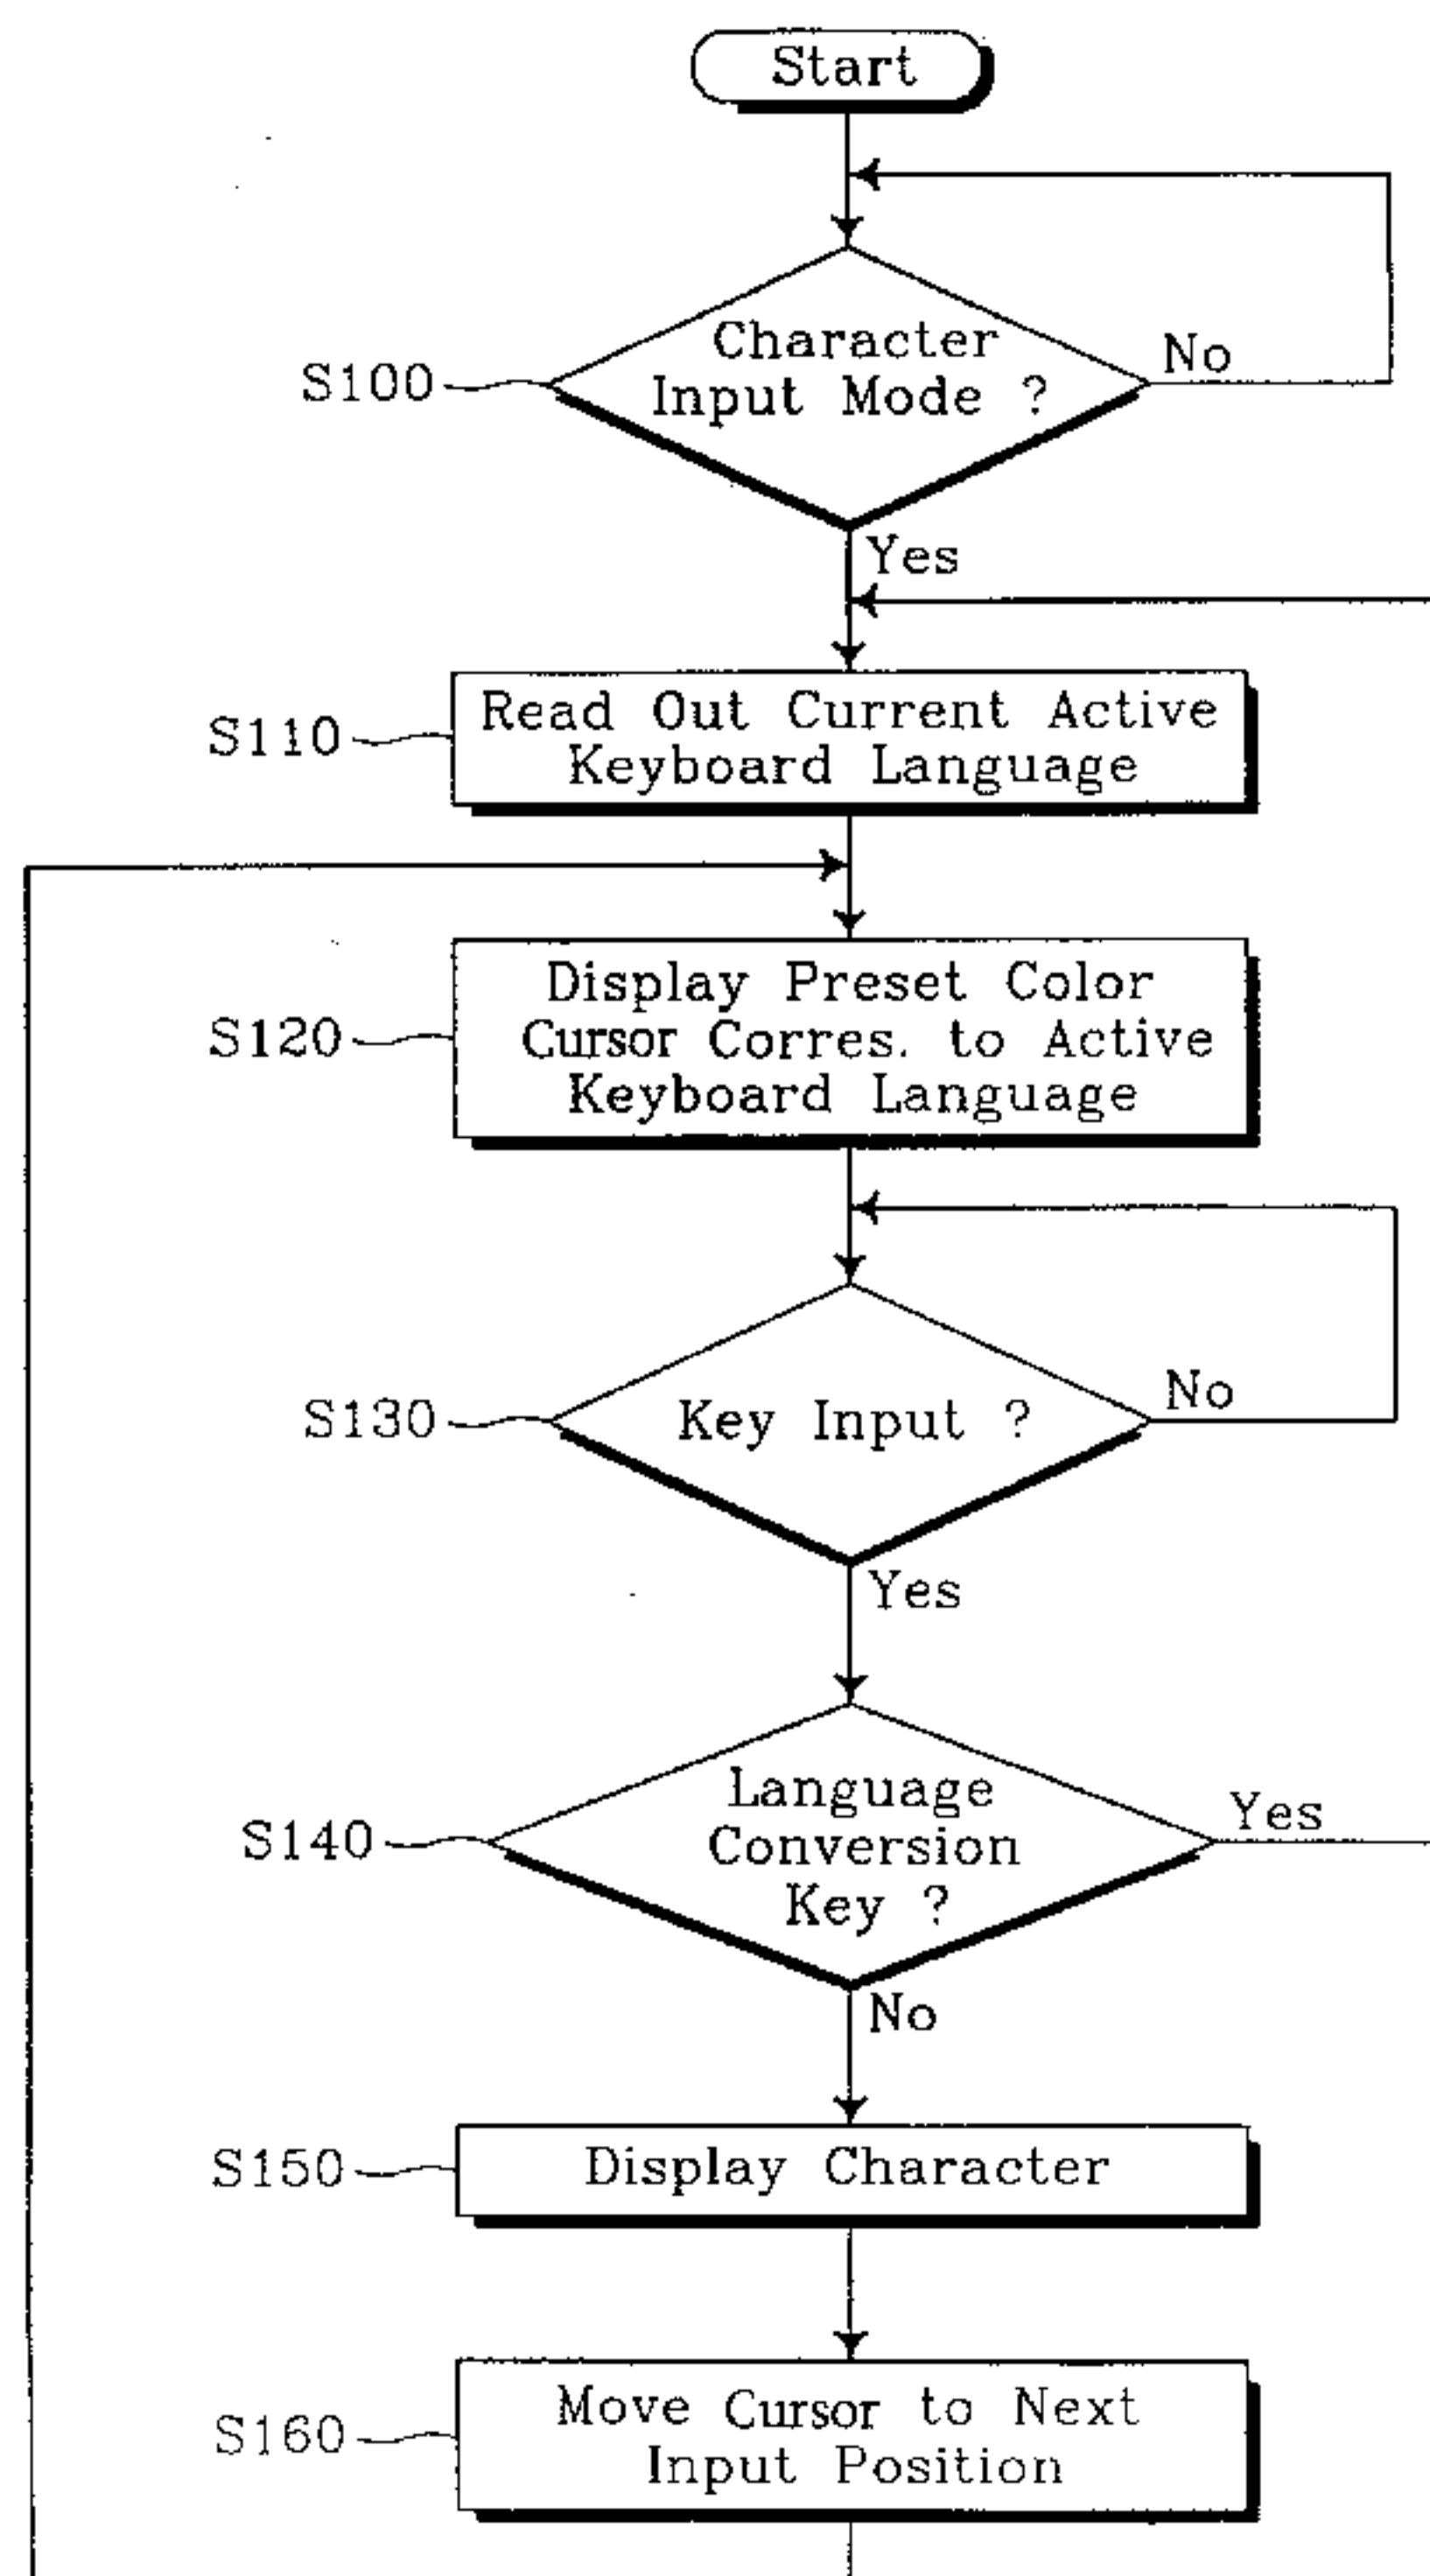 Start
Character
Input Mode ?
No
S100
Yes
Read Out Current Active
Keyboard Language
S110
Display Preset Color
Cursor Corres. to Active
Keyboard Language
S120
Key Input ?
No
S130
Yes
Language
Conversion
Key ?
Yes
S140
No
Display Character
S150
Move Cursor to Next
Input Position
S160